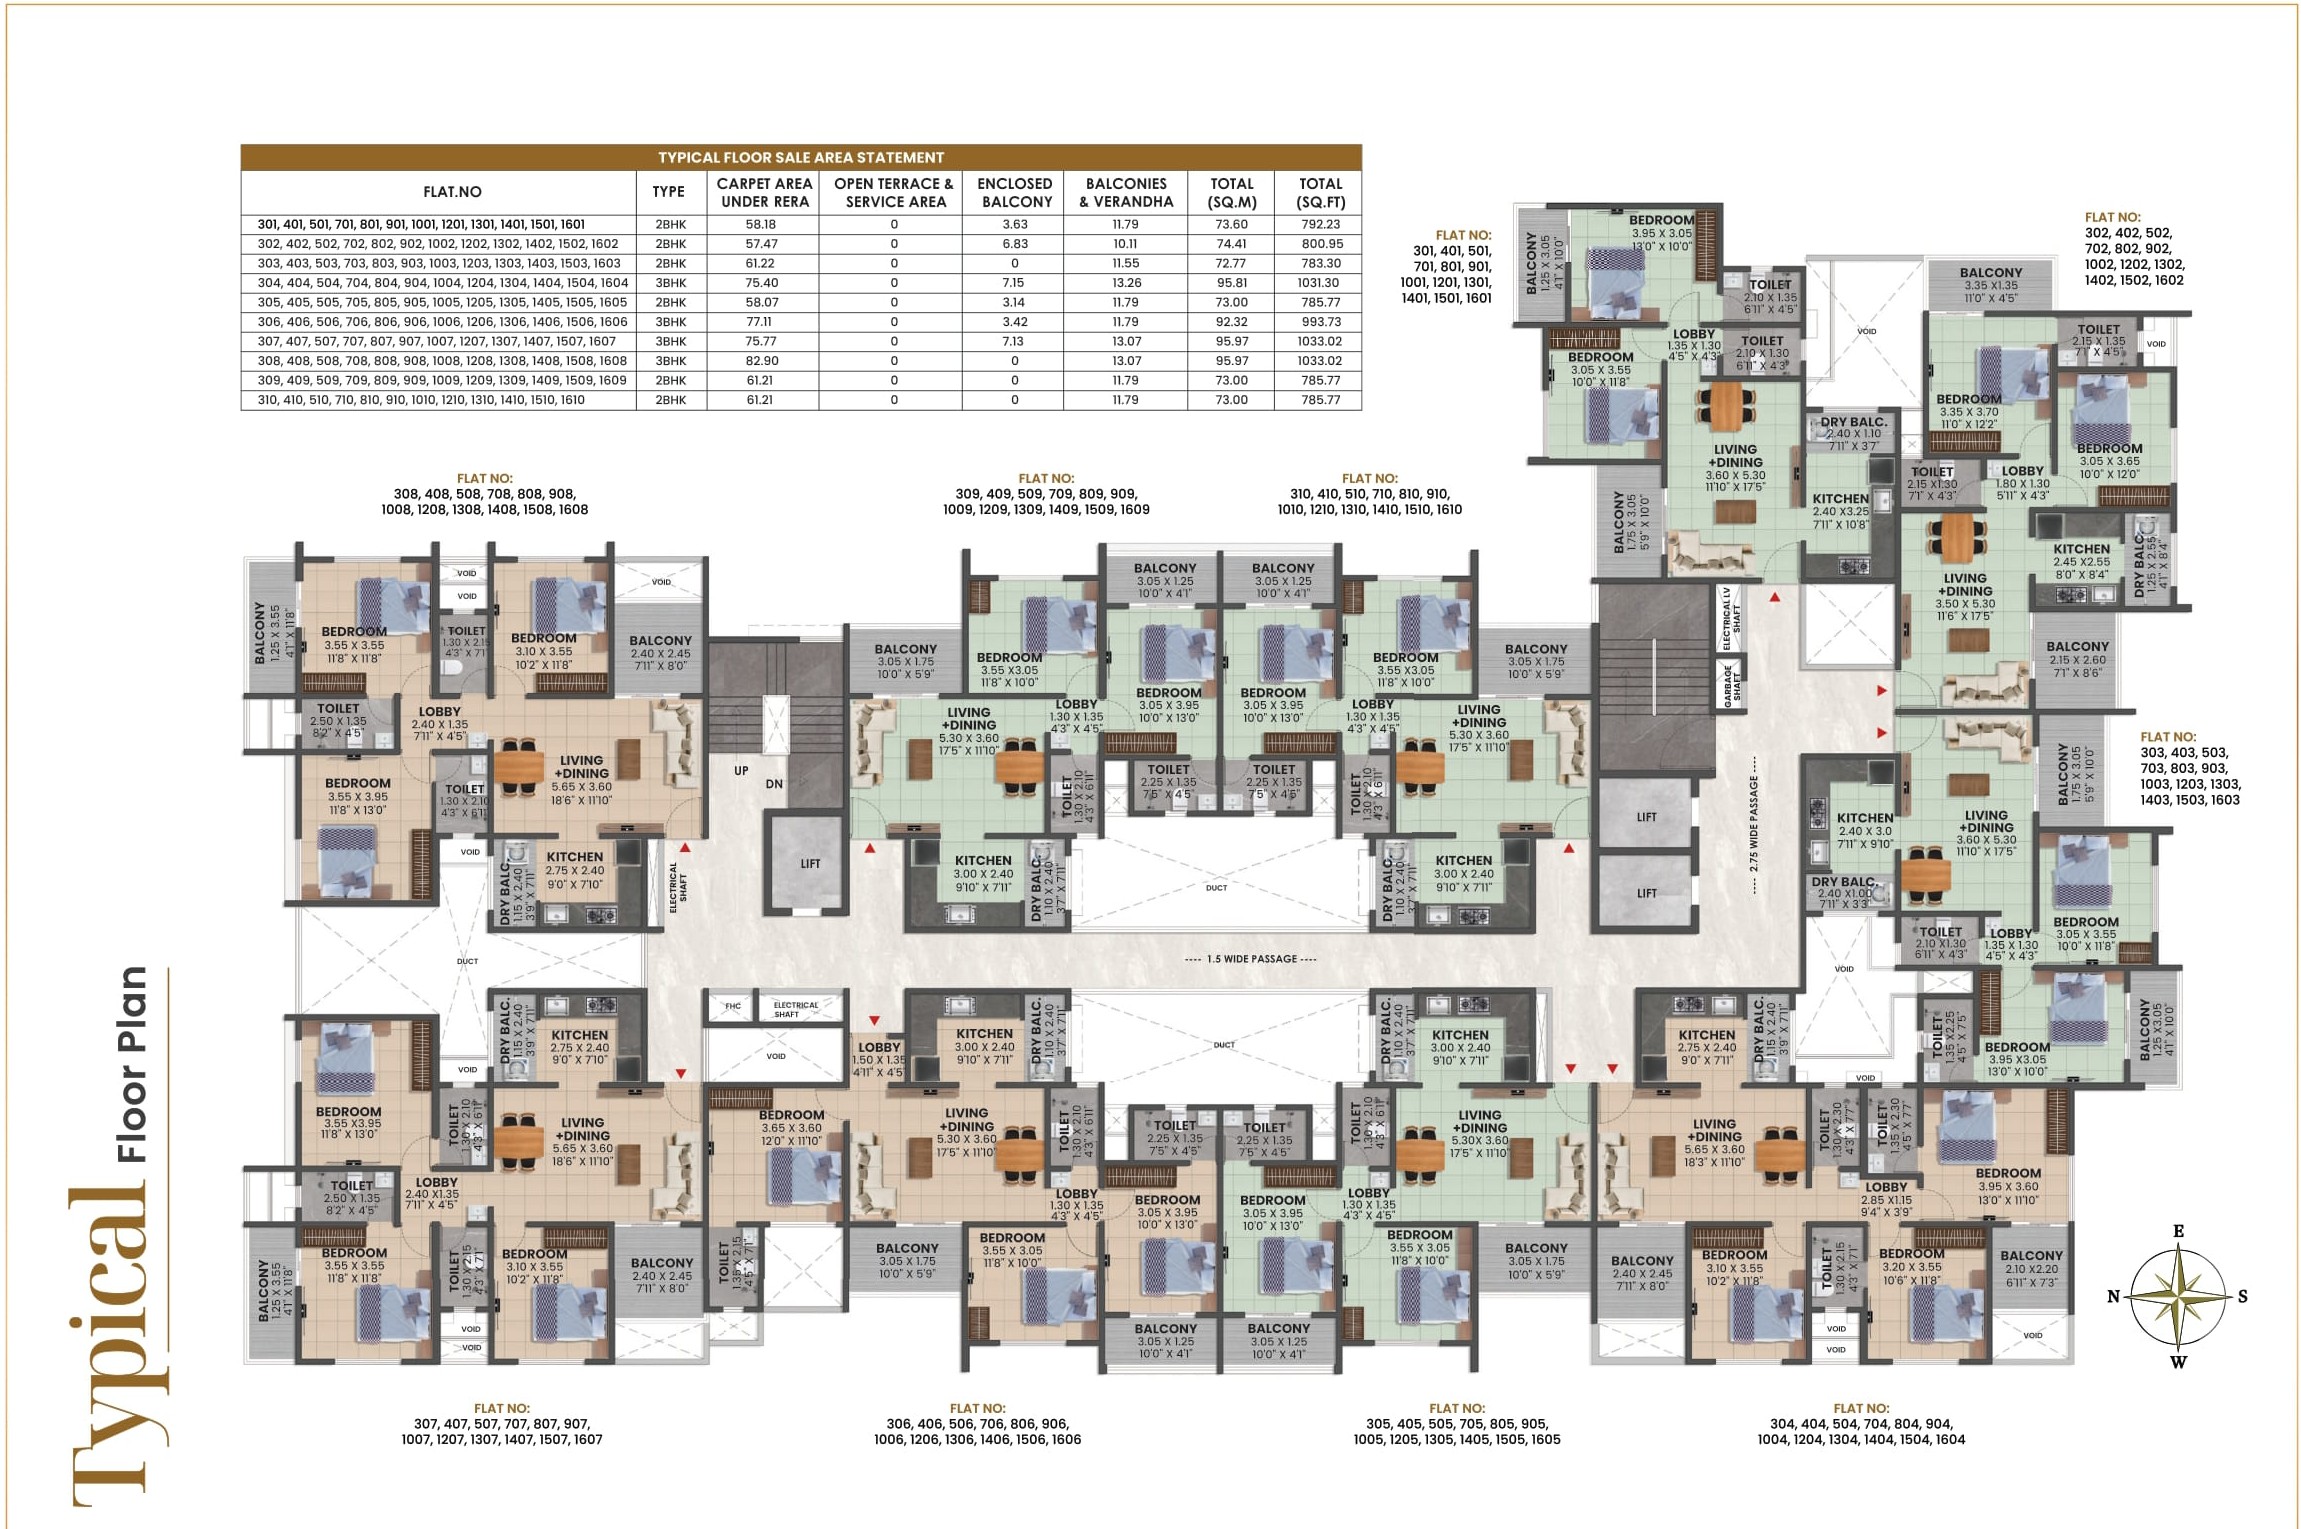 Typical Floor Plan
TYPICAL FLOOR SALE AREA STATEMENT
FLAT.NO TYPE CARPET AREA UNDER RERA OPEN TERRACE & SERVICE AREA ENCLOSED BALCONY BALCONIES & VERANDHA TOTAL (SQ.M) TOTAL (SQ.FT)
301, 401, 501, 701, 801, 901, 1001, 1201, 1301, 1401, 1501, 1601 2BHK 58.18 0 3.63 11.79 73.60 792.23
302, 402, 502, 702, 802, 902, 1002, 1202, 1302, 1402, 1502, 1602 2BHK 57.47 0 6.83 10.11 74.41 800.95
303, 403, 503, 703, 803, 903, 1003, 1203, 1303, 1403, 1503, 1603 2BHK 61.22 0 0 11.55 72.77 783.30
304, 404, 504, 704, 804, 904, 1004, 1204, 1304, 1404, 1504, 1604 3BHK 75.40 0 7.15 13.26 95.81 1031.30
305, 405, 505, 705, 805, 905, 1005, 1205, 1305, 1405, 1505, 1605 2BHK 58.07 0 3.14 11.79 73.00 785.77
306, 406, 506, 706, 806, 906, 1006, 1206, 1306, 1406, 1506, 1606 3BHK 77.11 0 3.42 11.79 92.32 993.73
307, 407, 507, 707, 807, 907, 1007, 1207, 1307, 1407, 1507, 1607 3BHK 75.77 0 7.13 13.07 95.97 1033.02
308, 408, 508, 708, 808, 908, 1008, 1208, 1308, 1408, 1508, 1608 3BHK 82.90 0 0 13.07 95.97 1033.02
309, 409, 509, 709, 809, 909, 1009, 1209, 1309, 1409, 1509, 1609 2BHK 61.21 0 0 11.79 73.00 785.77
310, 410, 510, 710, 810, 910, 1010, 1210, 1310, 1410, 1510, 1610 2BHK 61.21 0 0 11.79 73.00 785.77
FLAT NO:
301, 401, 501,
701, 801, 901,
1001, 1201, 1301,
1401, 1501, 1601
BALCONY
1.25 X 3.05
4'1" X 10'0"
BEDROOM
3.95 X 3.05
13'0" X 10'0"
TOILET
2.10 X 1.35
6'11" X 4'5"
LOBBY
1.35 X 1.30
4'5" X 4'3"
TOILET
2.10 X 1.30
6'11" X 4'3"
BEDROOM
3.05 X 3.55
10'0" X 11'8"
LIVING
+DINING
3.60 X 5.30
11'10" X 17'5"
DRY BALC.
2.40 X 1.10
7'11" X 3'7"
KITCHEN
2.40 X3.25
7'11" X 10'8"
BALCONY
1.75 X 3.05
5'9" X 10'0"
VOID
FLAT NO:
302, 402, 502,
702, 802, 902,
1002, 1202, 1302,
1402, 1502, 1602
BALCONY
3.35 X1.35
11'0" X 4'5"
TOILET
2.15 X 1.35
7'1" X 4'5"
VOID
BEDROOM
3.35 X 3.70
11'0" X 12'2"
BEDROOM
3.05 X 3.65
10'0" X 12'0"
TOILET
2.15 X1.30
7'1" X 4'3"
LOBBY
1.80 X 1.30
5'11" X 4'3"
KITCHEN
2.45 X2.55
8'0" X 8'4"
DRY BALC.
1.25 X 2.55
4'1" X 8'4"
LIVING
+DINING
3.50 X 5.30
11'6" X 17'5"
BALCONY
2.15 X 2.60
7'1" X 8'6"
FLAT NO:
303, 403, 503,
703, 803, 903,
1003, 1203, 1303,
1403, 1503, 1603
BALCONY
1.75 X 3.05
5'9" X 10'0"
KITCHEN
2.40 X 3.0
7'11" X 9'10"
LIVING
+DINING
3.60 X 5.30
11'10" X 17'5"
DRY BALC.
2.40 X1.00
7'11" X 3'3"
TOILET
2.10 X1.30
6'11" X 4'3"
LOBBY
1.35 X 1.30
4'5" X 4'3"
BEDROOM
3.05 X 3.55
10'0" X 11'8"
VOID
TOILET
1.35 X2.25
4'5" X 7'5"
BEDROOM
3.95 X3.05
13'0" X 10'0"
BALCONY
1.25 X3.05
4'1" X 10'0"
VOID
ELECTRICAL LV
SHAFT
GARBAGE
SHAFT
LIFT
LIFT
---- 2.75 WIDE PASSAGE ----
FLAT NO:
308, 408, 508, 708, 808, 908,
1008, 1208, 1308, 1408, 1508, 1608
BALCONY
1.25 X 3.55
4'1" X 11'8"
BEDROOM
3.55 X 3.55
11'8" X 11'8"
VOID
VOID
TOILET
1.30 X 2.15
4'3" X 7'1"
BEDROOM
3.10 X 3.55
10'2" X 11'8"
VOID
BALCONY
2.40 X 2.45
7'11" X 8'0"
TOILET
2.50 X 1.35
8'2" X 4'5"
LOBBY
2.40 X 1.35
7'11" X 4'5"
BEDROOM
3.55 X 3.95
11'8" X 13'0"
TOILET
1.30 X 2.10
4'3" X 6'11"
LIVING
+DINING
5.65 X 3.60
18'6" X 11'10"
VOID
DRY BALC.
1.15 X 2.40
3'9" X 7'11"
KITCHEN
2.75 X 2.40
9'0" X 7'10"
ELECTRICAL
SHAFT
UP
DN
LIFT
DUCT
FLAT NO:
309, 409, 509, 709, 809, 909,
1009, 1209, 1309, 1409, 1509, 1609
BALCONY
3.05 X 1.75
10'0" X 5'9"
BEDROOM
3.55 X3.05
11'8" X 10'0"
BALCONY
3.05 X 1.25
10'0" X 4'1"
BEDROOM
3.05 X 3.95
10'0" X 13'0"
LIVING
+DINING
5.30 X 3.60
17'5" X 11'10"
LOBBY
1.30 X 1.35
4'3" X 4'5"
TOILET
1.30 X 2.10
4'3" X 6'11"
TOILET
2.25 X 1.35
7'5" X 4'5"
KITCHEN
3.00 X 2.40
9'10" X 7'11"
DRY BALC.
1.10 X 2.40
3'7" X 7'11"
FLAT NO:
310, 410, 510, 710, 810, 910,
1010, 1210, 1310, 1410, 1510, 1610
BALCONY
3.05 X 1.25
10'0" X 4'1"
BEDROOM
3.05 X 3.95
10'0" X 13'0"
BEDROOM
3.55 X3.05
11'8" X 10'0"
BALCONY
3.05 X 1.75
10'0" X 5'9"
LOBBY
1.30 X 1.35
4'3" X 4'5"
LIVING
+DINING
5.30 X 3.60
17'5" X 11'10"
TOILET
2.25 X 1.35
7'5" X 4'5"
TOILET
1.30 X 2.10
4'3" X 6'11"
DRY BALC.
1.10 X 2.40
3'7" X 7'11"
KITCHEN
3.00 X 2.40
9'10" X 7'11"
DUCT
---- 1.5 WIDE PASSAGE ----
FHC
ELECTRICAL
SHAFT
VOID
DUCT
DRY BALC.
1.15 X 2.40
3'9" X 7'11"
KITCHEN
2.75 X 2.40
9'0" X 7'10"
VOID
BEDROOM
3.55 X3.95
11'8" X 13'0"
TOILET
1.30 X 2.10
4'3" X 6'11"
LIVING
+DINING
5.65 X 3.60
18'6" X 11'10"
TOILET
2.50 X 1.35
8'2" X 4'5"
LOBBY
2.40 X1.35
7'11" X 4'5"
BALCONY
1.25 X 3.55
4'1" X 11'8"
BEDROOM
3.55 X 3.55
11'8" X 11'8"
TOILET
1.30 X 2.15
4'3" X 7'1"
BEDROOM
3.10 X 3.55
10'2" X 11'8"
BALCONY
2.40 X 2.45
7'11" X 8'0"
VOID
VOID
FLAT NO:
307, 407, 507, 707, 807, 907,
1007, 1207, 1307, 1407, 1507, 1607
LOBBY
1.50 X 1.35
4'11" X 4'5"
KITCHEN
3.00 X 2.40
9'10" X 7'11"
DRY BALC.
1.10 X 2.40
3'7" X 7'11"
BEDROOM
3.65 X 3.60
12'0" X 11'10"
LIVING
+DINING
5.30 X 3.60
17'5" X 11'10"
TOILET
1.30 X 2.10
4'3" X 6'11"
TOILET
2.25 X 1.35
7'5" X 4'5"
LOBBY
1.30 X 1.35
4'3" X 4'5"
BEDROOM
3.05 X 3.95
10'0" X 13'0"
TOILET
1.35 X 2.15
4'5" X 7'1"
BALCONY
3.05 X 1.75
10'0" X 5'9"
BEDROOM
3.55 X 3.05
11'8" X 10'0"
BALCONY
3.05 X 1.25
10'0" X 4'1"
FLAT NO:
306, 406, 506, 706, 806, 906,
1006, 1206, 1306, 1406, 1506, 1606
DRY BALC.
1.10 X 2.40
3'7" X 7'11"
KITCHEN
3.00 X 2.40
9'10" X 7'11"
TOILET
2.25 X 1.35
7'5" X 4'5"
TOILET
1.30 X 2.10
4'3" X 6'11"
LIVING
+DINING
5.30X 3.60
17'5" X 11'10"
BEDROOM
3.05 X 3.95
10'0" X 13'0"
LOBBY
1.30 X 1.35
4'3" X 4'5"
BEDROOM
3.55 X 3.05
11'8" X 10'0"
BALCONY
3.05 X 1.75
10'0" X 5'9"
BALCONY
3.05 X 1.25
10'0" X 4'1"
FLAT NO:
305, 405, 505, 705, 805, 905,
1005, 1205, 1305, 1405, 1505, 1605
KITCHEN
2.75 X 2.40
9'0" X 7'11"
DRY BALC.
1.15 X 2.40
3'9" X 7'11"
LIVING
+DINING
5.65 X 3.60
18'3" X 11'10"
TOILET
1.30 X 2.30
4'3" X 7'7"
TOILET
1.35 X 2.30
4'5" X 7'7"
BEDROOM
3.95 X 3.60
13'0" X 11'10"
LOBBY
2.85 X1.15
9'4" X 3'9"
BALCONY
2.40 X 2.45
7'11" X 8'0"
BEDROOM
3.10 X 3.55
10'2" X 11'8"
TOILET
1.30 X 2.15
4'3" X 7'1"
BEDROOM
3.20 X 3.55
10'6" X 11'8"
BALCONY
2.10 X2.20
6'11" X 7'3"
VOID
VOID
VOID
FLAT NO:
304, 404, 504, 704, 804, 904,
1004, 1204, 1304, 1404, 1504, 1604
E
N
S
W